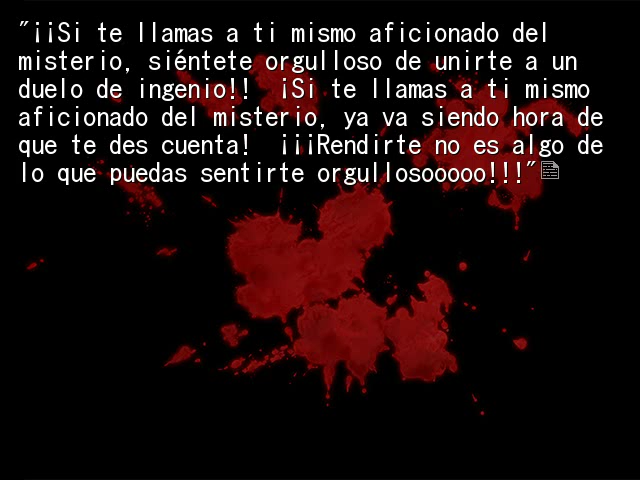 "¡¡Si te llamas a ti mismo aficionado del
misterio, siéntete orgulloso de unirte a un
duelo de ingenio!!  ¡Si te llamas a ti mismo
aficionado del misterio, ya va siendo hora de
que te des cuenta!  ¡¡¡Rendirte no es algo de
lo que puedas sentirte orgullosooooo!!!"